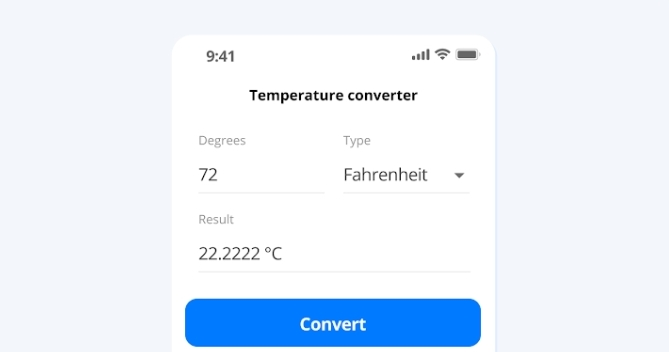 9:41
Temperature converter
Degrees Type
72 Fahrenheit
Result
22.2222 °C
Convert